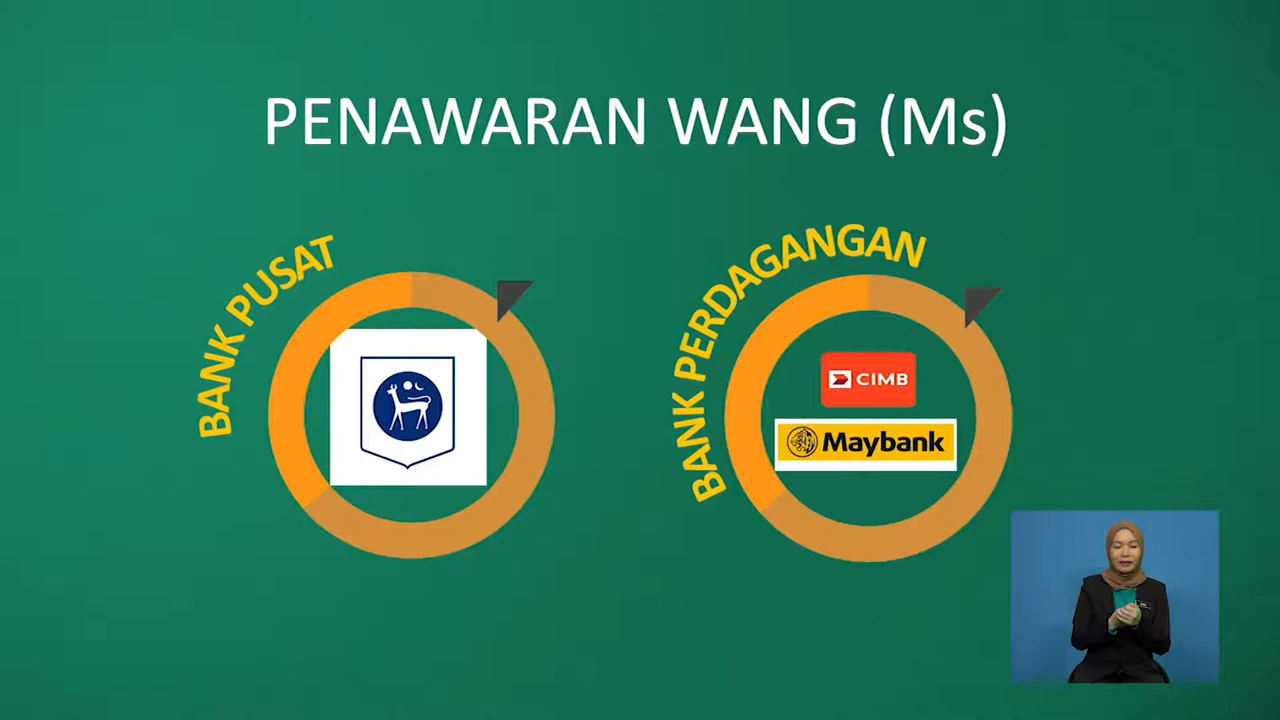 PENAWARAN WANG (Ms)
BANK PUSAT
BANK PERDAGANGAN
CIMB
Maybank